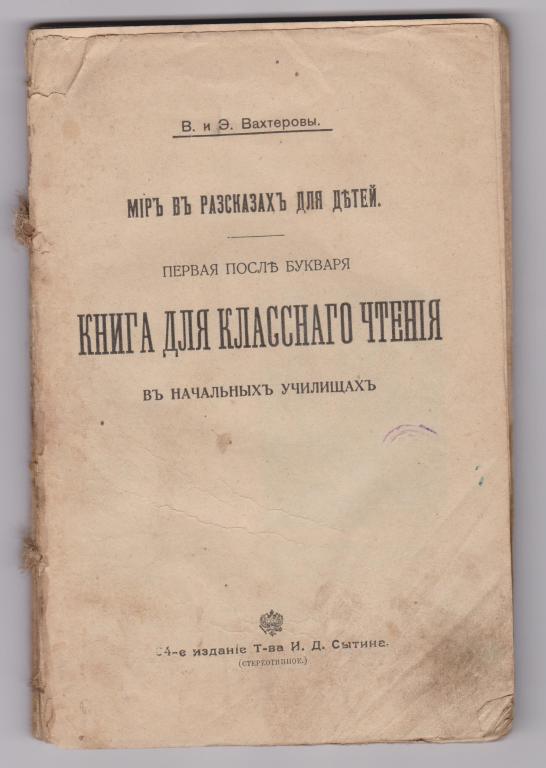 В. и Э. Вахтеровы.
МІРЪ ВЪ РАЗСКАЗАХЪ ДЛЯ ДѢТЕЙ.
ПЕРВАЯ ПОСЛѢ БУКВАРЯ
КНИГА ДЛЯ КЛАССНАГО ЧТЕНІЯ
ВЪ НАЧАЛЬНЫХЪ УЧИЛИЩАХЪ
изданіе Т-ва И. Д. Сытина.
(СТЕРЕОТИПНОЕ.)